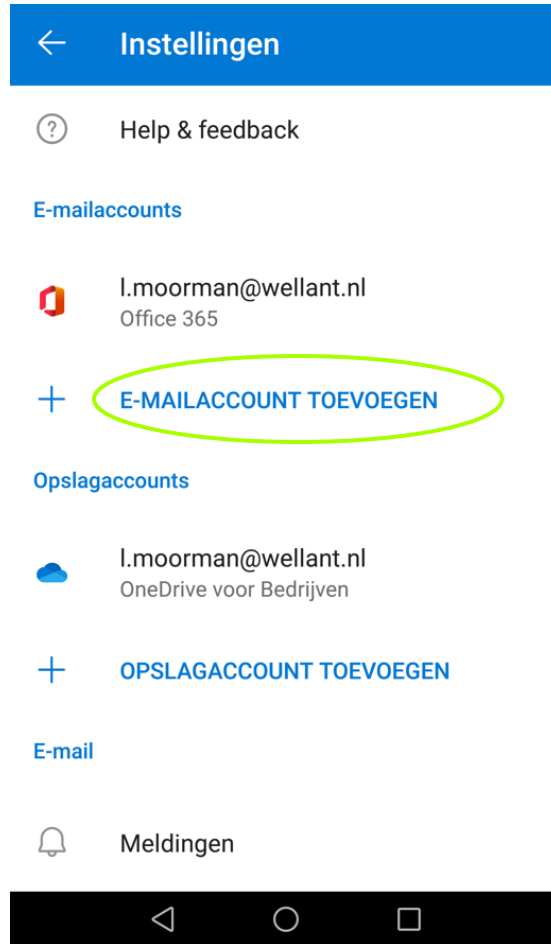 Instellingen
Help & feedback
E-mailaccounts
l.moorman@wellant.nl
Office 365
E-MAILACCOUNT TOEVOEGEN
Opslagaccounts
l.moorman@wellant.nl
OneDrive voor Bedrijven
OPSLAGACCOUNT TOEVOEGEN
E-mail
Meldingen